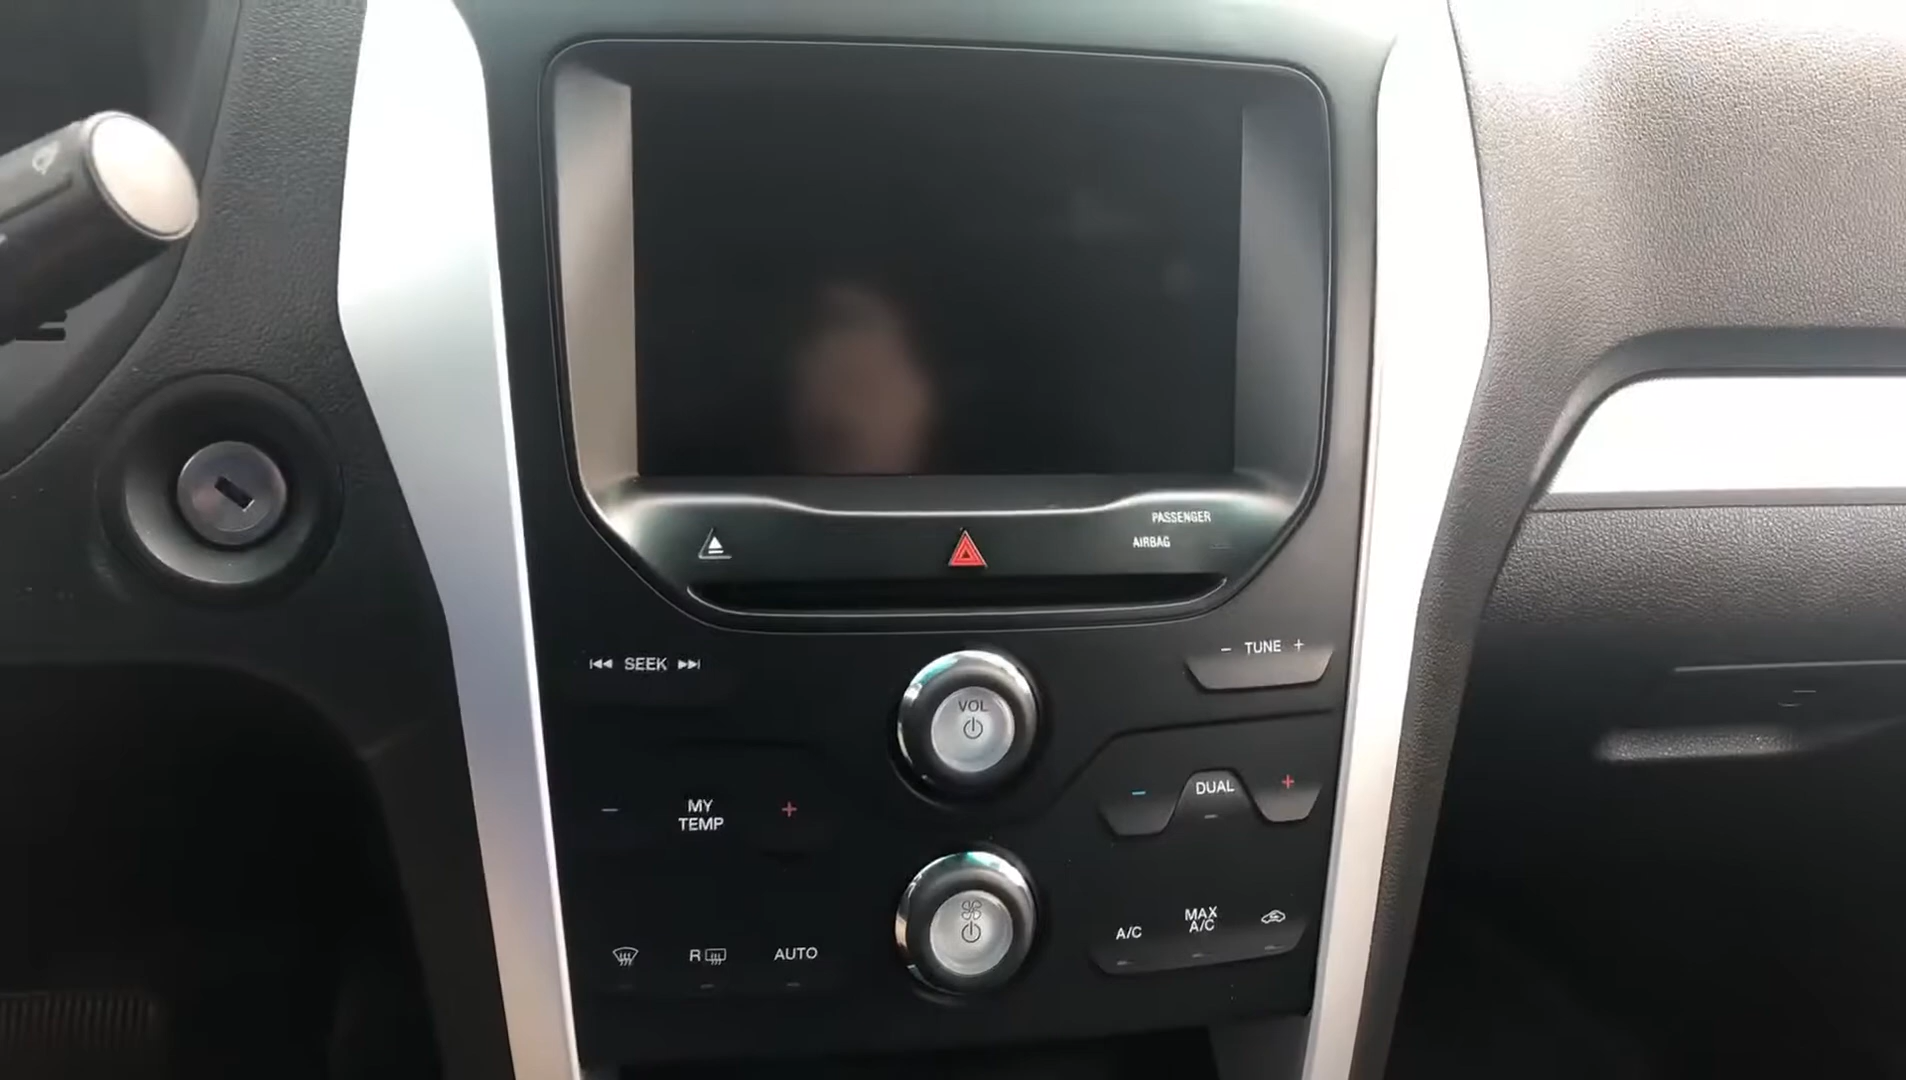 PASSENGER
AIRBAG
SEEK
VOL
− TUNE +
− MY TEMP +
− DUAL +
R
AUTO
A/C
MAX
A/C